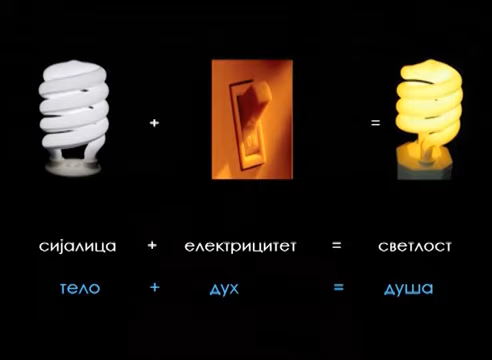 + =
сијалица + електрицитет = светлост
тело + дух = душа